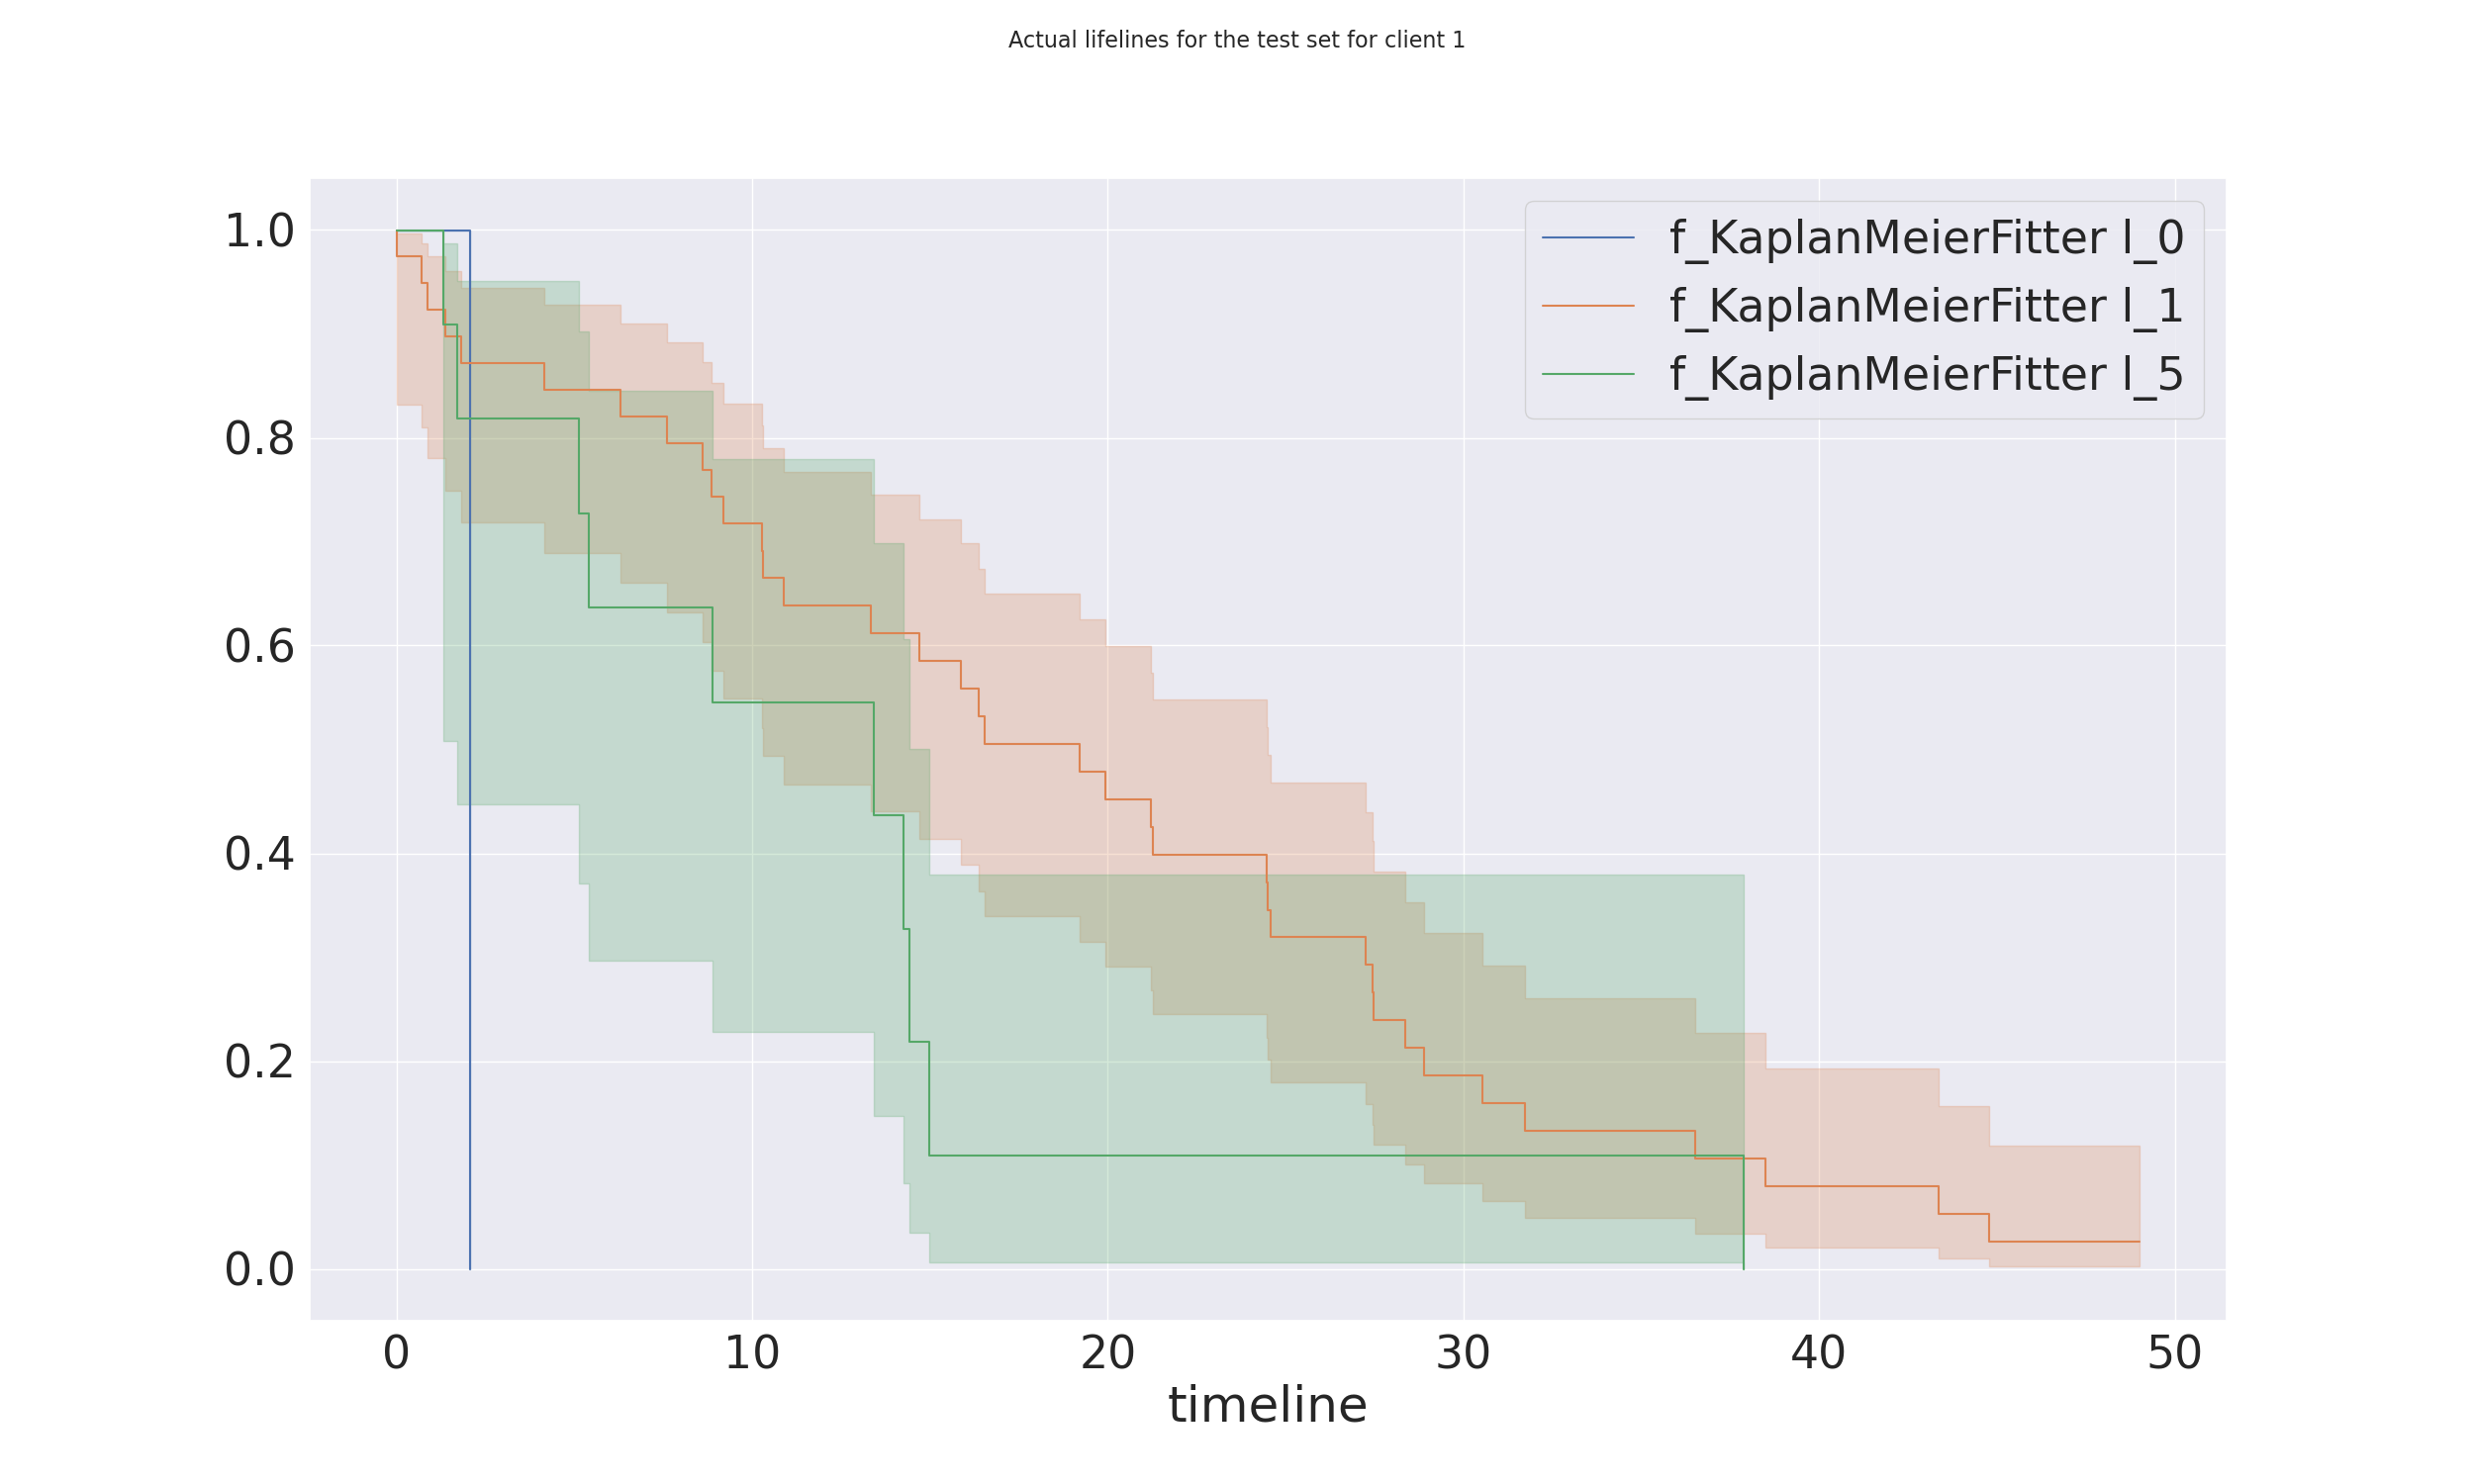 Actual lifelines for the test set for client 1
f_KaplanMeierFitter l_0
f_KaplanMeierFitter l_1
f_KaplanMeierFitter l_5
1.0
0.8
0.6
0.4
0.2
0.0
0 10 20 30 40 50
timeline